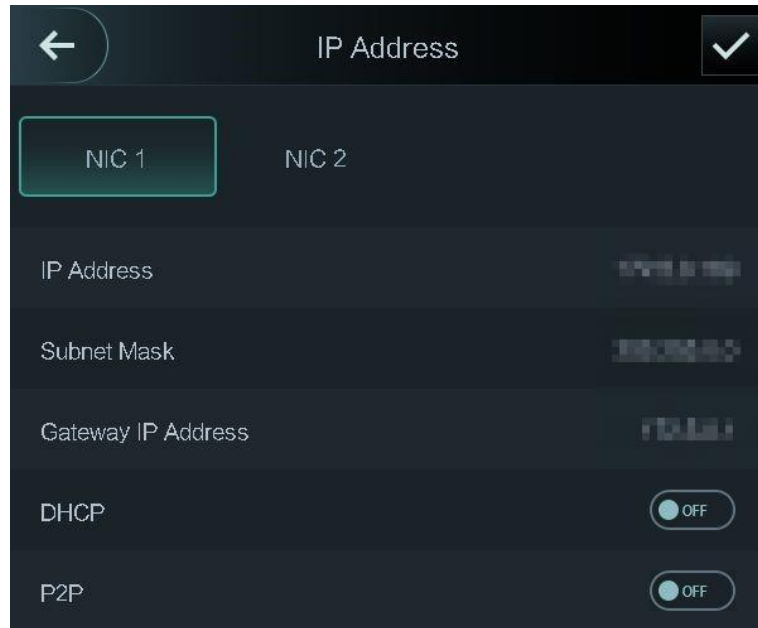 IP Address
NIC 1 NIC 2
IP Address
Subnet Mask
Gateway IP Address
DHCP OFF
P2P OFF